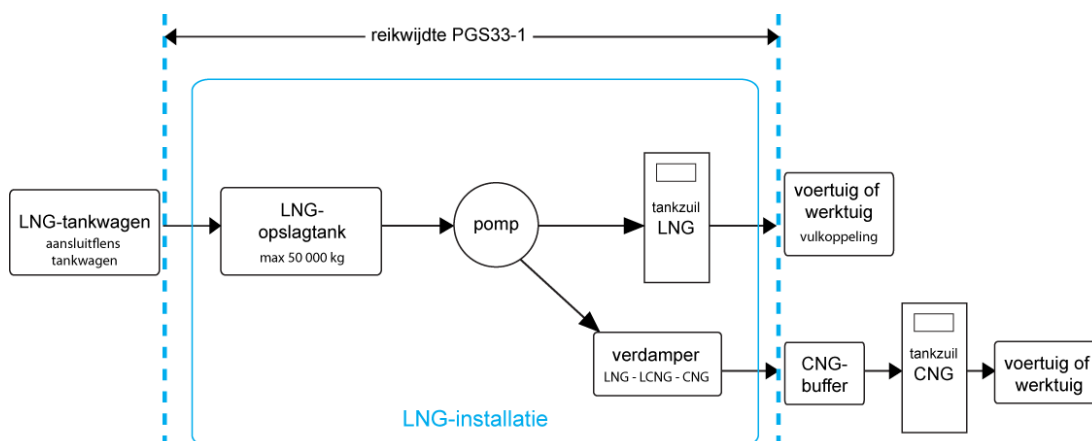 reikwijdte PGS33-1
LNG-tankwagen
aansluitflens
tankwagen
LNG-
opslagtank
max 50 000 kg
pomp
tankzuil
LNG
voertuig of
werktuig
vulkoppeling
verdamper
LNG - LCNG - CNG
CNG-
buffer
tankzuil
CNG
voertuig of
werktuig
LNG-installatie